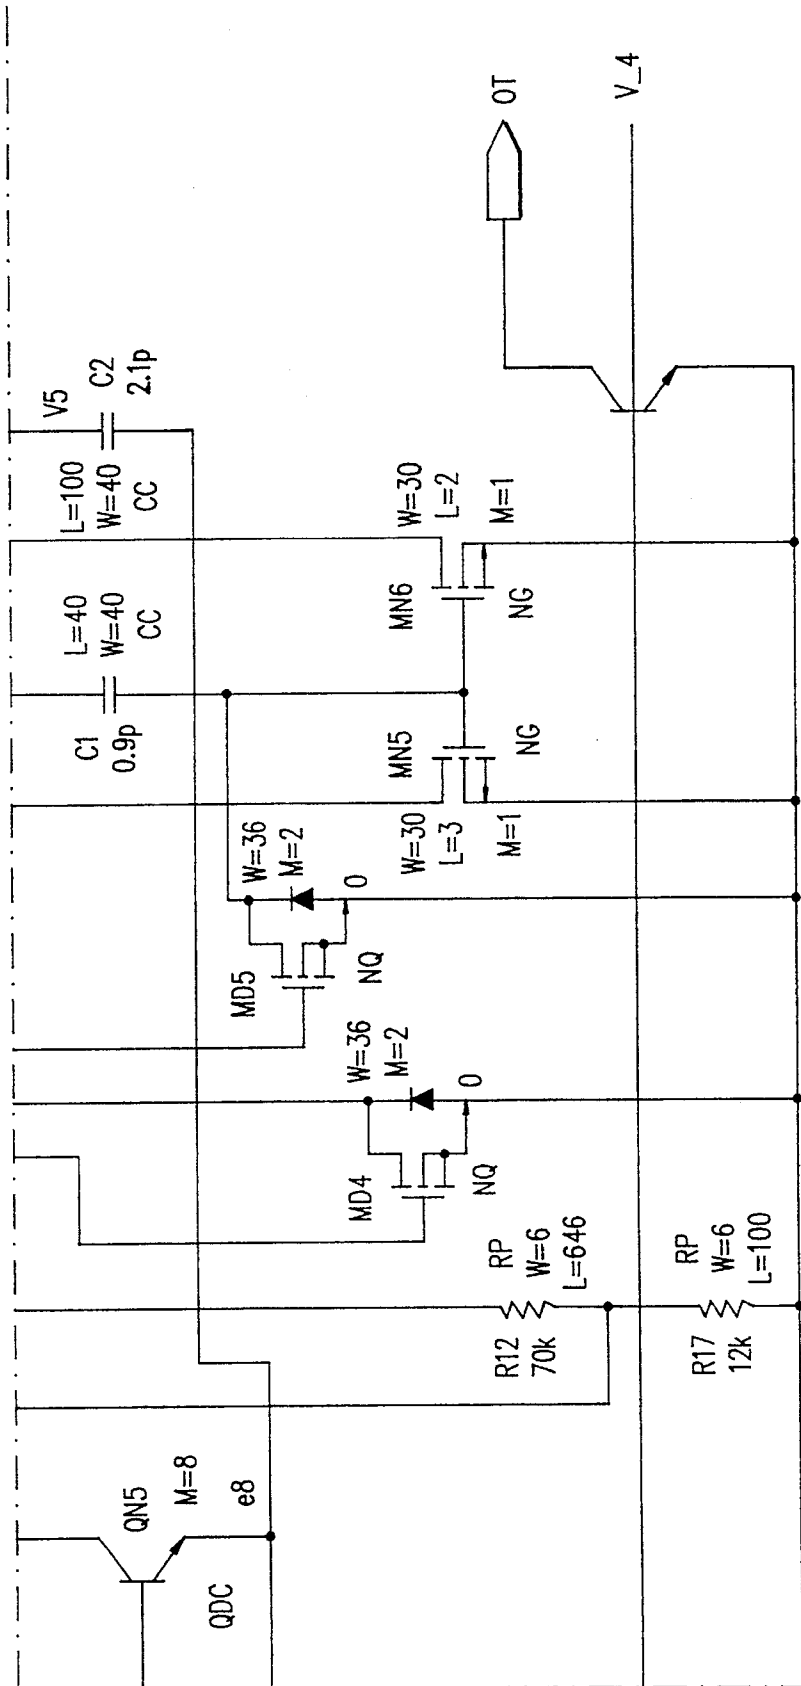 OT
V_4
V5
C2
2.1p
L=100
W=40
CC
L=40
W=40
CC
C1
0.9p
W=30
L=2
M=1
MN6
NG
MN5
NG
W=30
L=3
M=1
W=36
M=2
0
MD5
NQ
W=36
M=2
0
MD4
NQ
RP
W=6
L=646
R12
70k
RP
W=6
L=100
R17
12k
QN5
M=8
e8
QDC